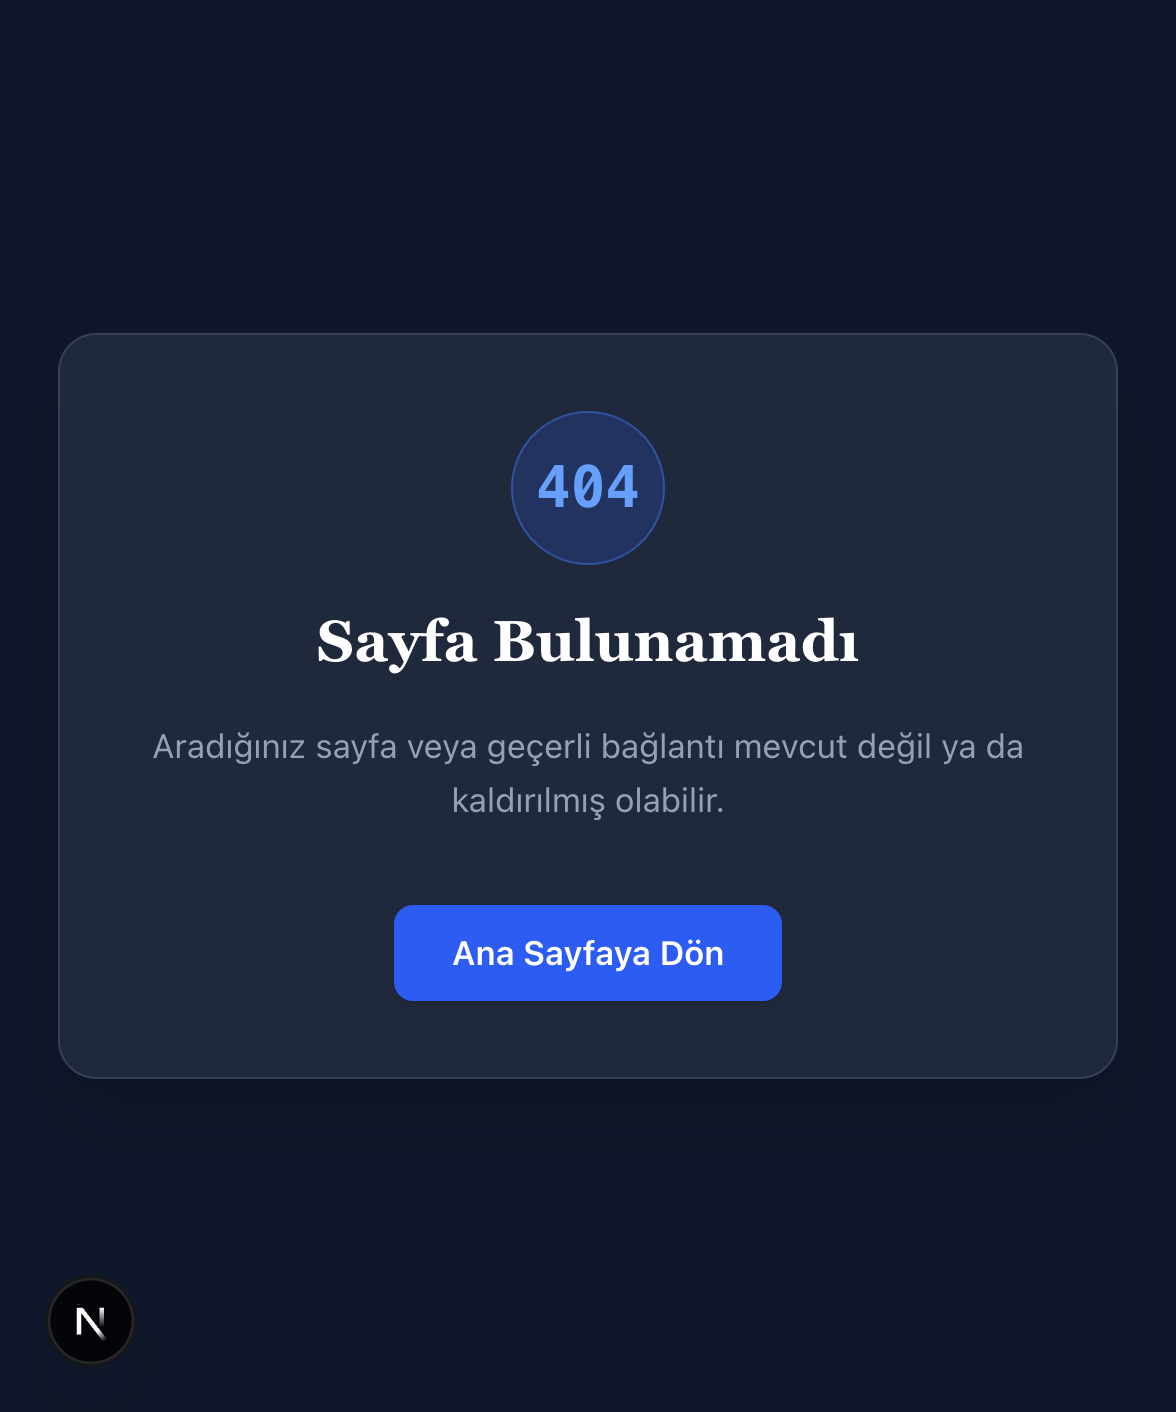 404
Sayfa Bulunamadı
Aradığınız sayfa veya geçerli bağlantı mevcut değil ya da
kaldırılmış olabilir.
Ana Sayfaya Dön
N